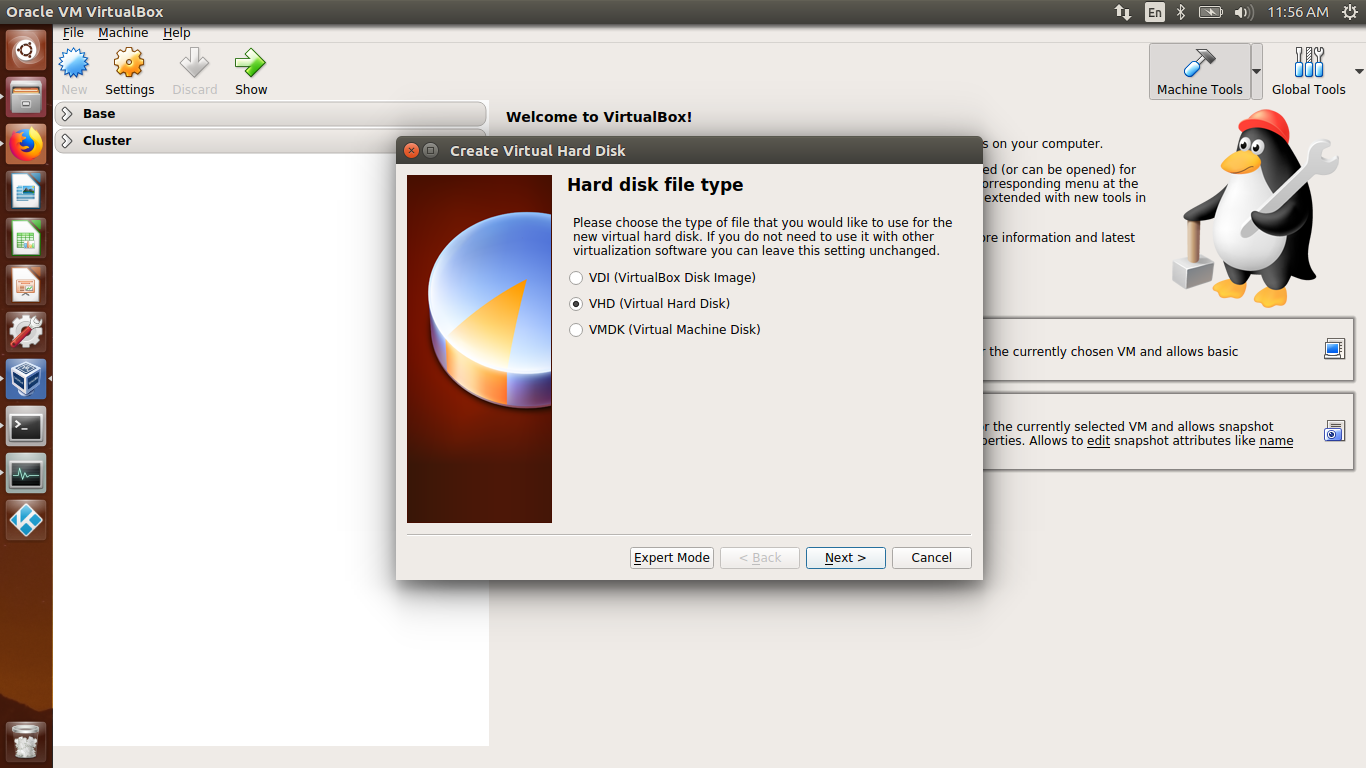 Oracle VM VirtualBox
En
11:56 AM
File Machine Help
New Settings Discard Show
Machine Tools Global Tools
Base
Cluster
Welcome to VirtualBox!
s on your computer.
ed (or can be opened) for
orresponding menu at the
extended with new tools in
re information and latest
Create Virtual Hard Disk
Hard disk file type
Please choose the type of file that you would like to use for the
new virtual hard disk. If you do not need to use it with other
virtualization software you can leave this setting unchanged.
VDI (VirtualBox Disk Image)
VHD (Virtual Hard Disk)
VMDK (Virtual Machine Disk)
Expert Mode < Back Next > Cancel
r the currently chosen VM and allows basic
r the currently selected VM and allows snapshot
perties. Allows to edit snapshot attributes like name